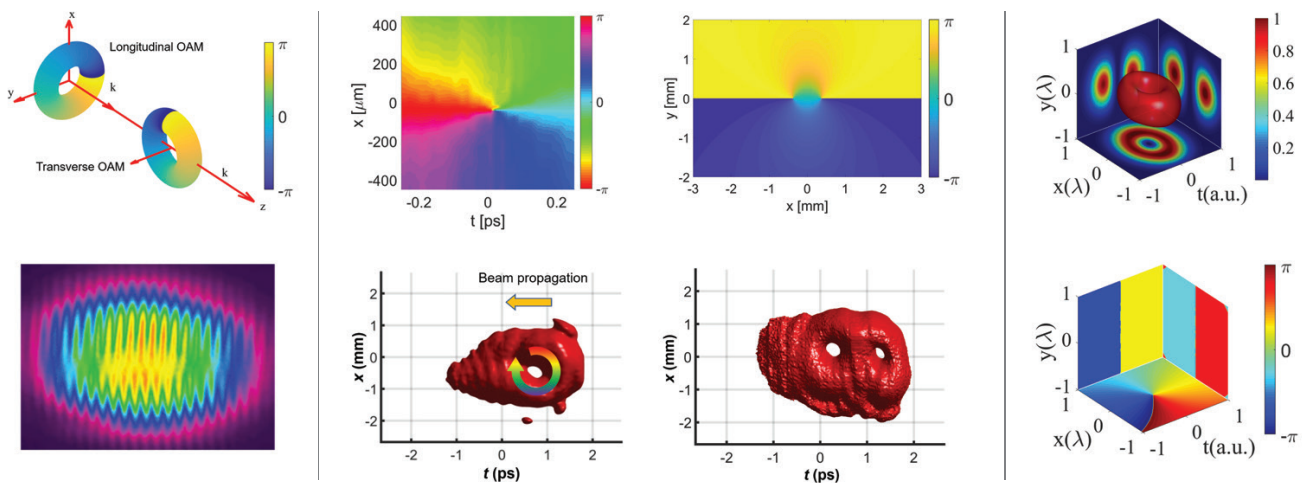 x
Longitudinal OAM
y
k
Transverse OAM
k
z
π
0
-π
400
200
0
-200
-400
x [μm]
-0.2
0
0.2
t [ps]
π
0
-π
2
1
0
-1
-2
y [mm]
-3
-2
-1
0
1
2
3
x [mm]
π
0
-π
1
0
-1
y(λ)
1
0
-1
x(λ)
-1
0
1
t(a.u.)
1
0.8
0.6
0.4
0.2
Beam propagation
2
1
0
-1
-2
x (mm)
-1
0
1
2
t (ps)
2
1
0
-1
-2
x (mm)
-1
0
1
2
t (ps)
1
0
-1
y(λ)
1
0
-1
x(λ)
-1
0
1
t(a.u.)
π
0
-π